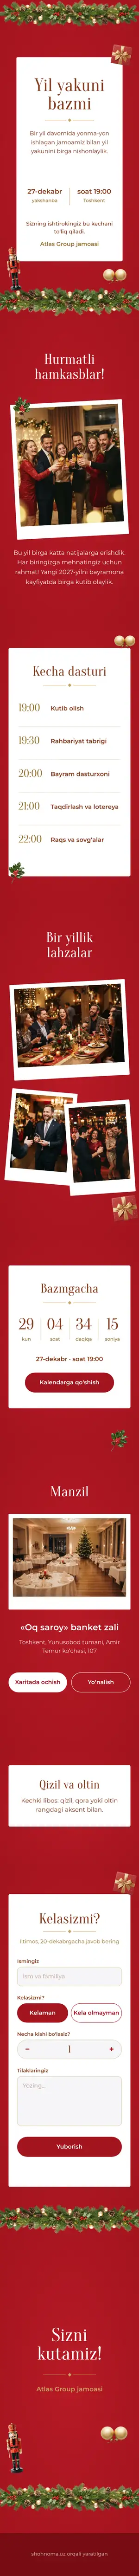 Yil yakuni
bazmi
Bir yil davomida yonma-yon
ishlangan jamoamiz bilan yil
yakunini birga nishonlaylik.
27-dekabr
yakshanba
soat 19:00
Toshkent
Sizning ishtirokingiz bu kechani
to'liq qiladi.
Atlas Group jamoasi
Hurmatli
hamkasblar!
Bu yil birga katta natijalarga erishdik.
Har biringizga mehnatingiz uchun
rahmat! Yangi 2027-yilni bayramona
kayfiyatda birga kutib olaylik.
Kecha dasturi
19:00 Kutib olish
19:30 Rahbariyat tabrigi
20:00 Bayram dasturxoni
21:00 Taqdirlash va lotereya
22:00 Raqs va sovg'alar
Bir yillik
lahzalar
Bazmgacha
29 04 34 15
kun soat daqiqa soniya
27-dekabr · soat 19:00
Kalendarga qo'shish
Manzil
«Oq saroy» banket zali
Toshkent, Yunusobod tumani, Amir
Temur ko'chasi, 107
Xaritada ochish
Yo'nalish
Qizil va oltin
Kechki libos: qizil, qora yoki oltin
rangdagi aksent bilan.
Kelasizmi?
Iltimos, 20-dekabrgacha javob bering
Ismingiz
Ism va familiya
Kelasizmi?
Kelaman
Kela olmayman
Necha kishi bo'lasiz?
− 1 +
Tilaklaringiz
Yozing...
Yuborish
Sizni
kutamiz!
Atlas Group jamoasi
shohnoma.uz orqali yaratilgan